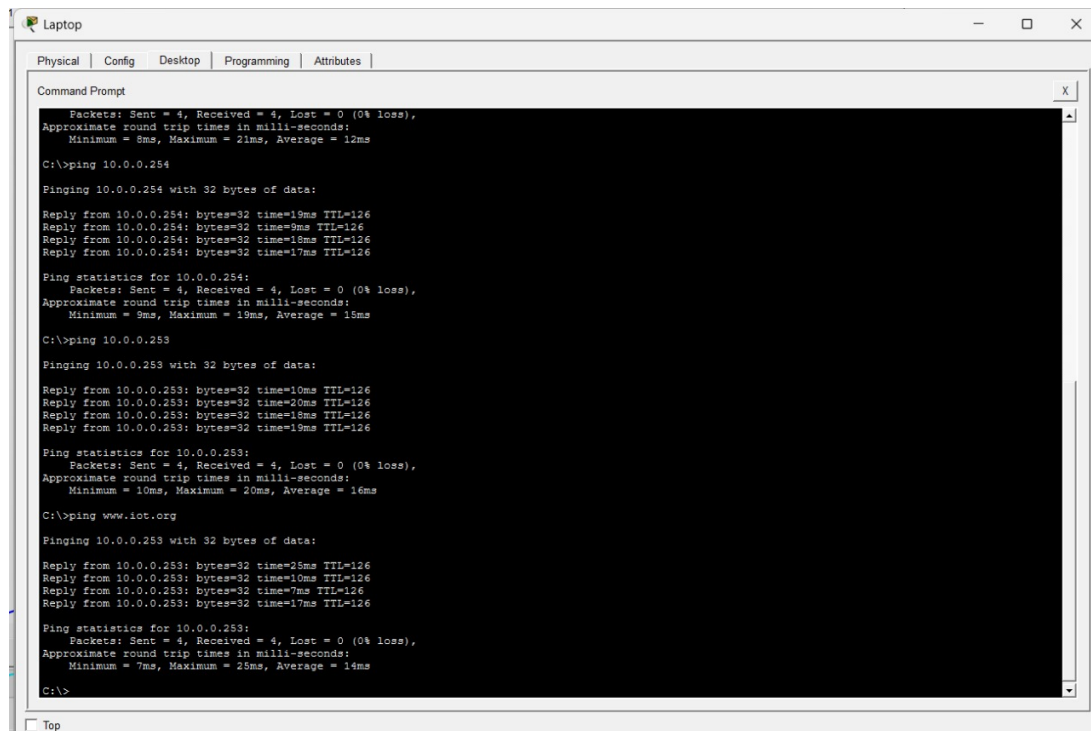 Laptop
Physical Config Desktop Programming Attributes
Command Prompt
X
Packets: Sent = 4, Received = 4, Lost = 0 (0% loss),
Approximate round trip times in milli-seconds:
Minimum = 8ms, Maximum = 21ms, Average = 12ms
C:\>ping 10.0.0.254
Pinging 10.0.0.254 with 32 bytes of data:
Reply from 10.0.0.254: bytes=32 time=19ms TTL=126
Reply from 10.0.0.254: bytes=32 time=9ms TTL=126
Reply from 10.0.0.254: bytes=32 time=18ms TTL=126
Reply from 10.0.0.254: bytes=32 time=17ms TTL=126
Ping statistics for 10.0.0.254:
Packets: Sent = 4, Received = 4, Lost = 0 (0% loss),
Approximate round trip times in milli-seconds:
Minimum = 9ms, Maximum = 19ms, Average = 15ms
C:\>ping 10.0.0.253
Pinging 10.0.0.253 with 32 bytes of data:
Reply from 10.0.0.253: bytes=32 time=10ms TTL=126
Reply from 10.0.0.253: bytes=32 time=20ms TTL=126
Reply from 10.0.0.253: bytes=32 time=18ms TTL=126
Reply from 10.0.0.253: bytes=32 time=19ms TTL=126
Ping statistics for 10.0.0.253:
Packets: Sent = 4, Received = 4, Lost = 0 (0% loss),
Approximate round trip times in milli-seconds:
Minimum = 10ms, Maximum = 20ms, Average = 16ms
C:\>ping www.iot.org
Pinging 10.0.0.253 with 32 bytes of data:
Reply from 10.0.0.253: bytes=32 time=25ms TTL=126
Reply from 10.0.0.253: bytes=32 time=10ms TTL=126
Reply from 10.0.0.253: bytes=32 time=7ms TTL=126
Reply from 10.0.0.253: bytes=32 time=17ms TTL=126
Ping statistics for 10.0.0.253:
Packets: Sent = 4, Received = 4, Lost = 0 (0% loss),
Approximate round trip times in milli-seconds:
Minimum = 7ms, Maximum = 25ms, Average = 14ms
C:\>
Top